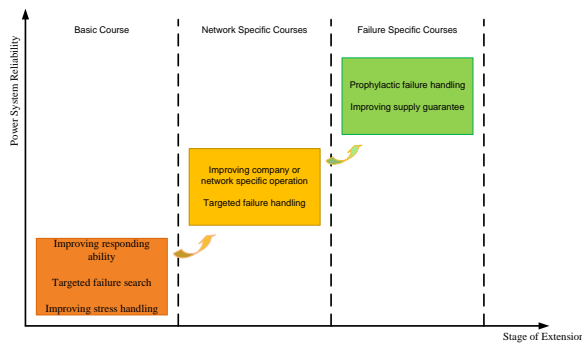 Basic Course
Network Specific Courses
Failure Specific Courses
Power System Reliability
Prophylactic failure handling
Improving supply guarantee
Improving company or
network specific operation
Targeted failure handling
Improving responding
ability
Targeted failure search
Improving stress handling
Stage of Extension